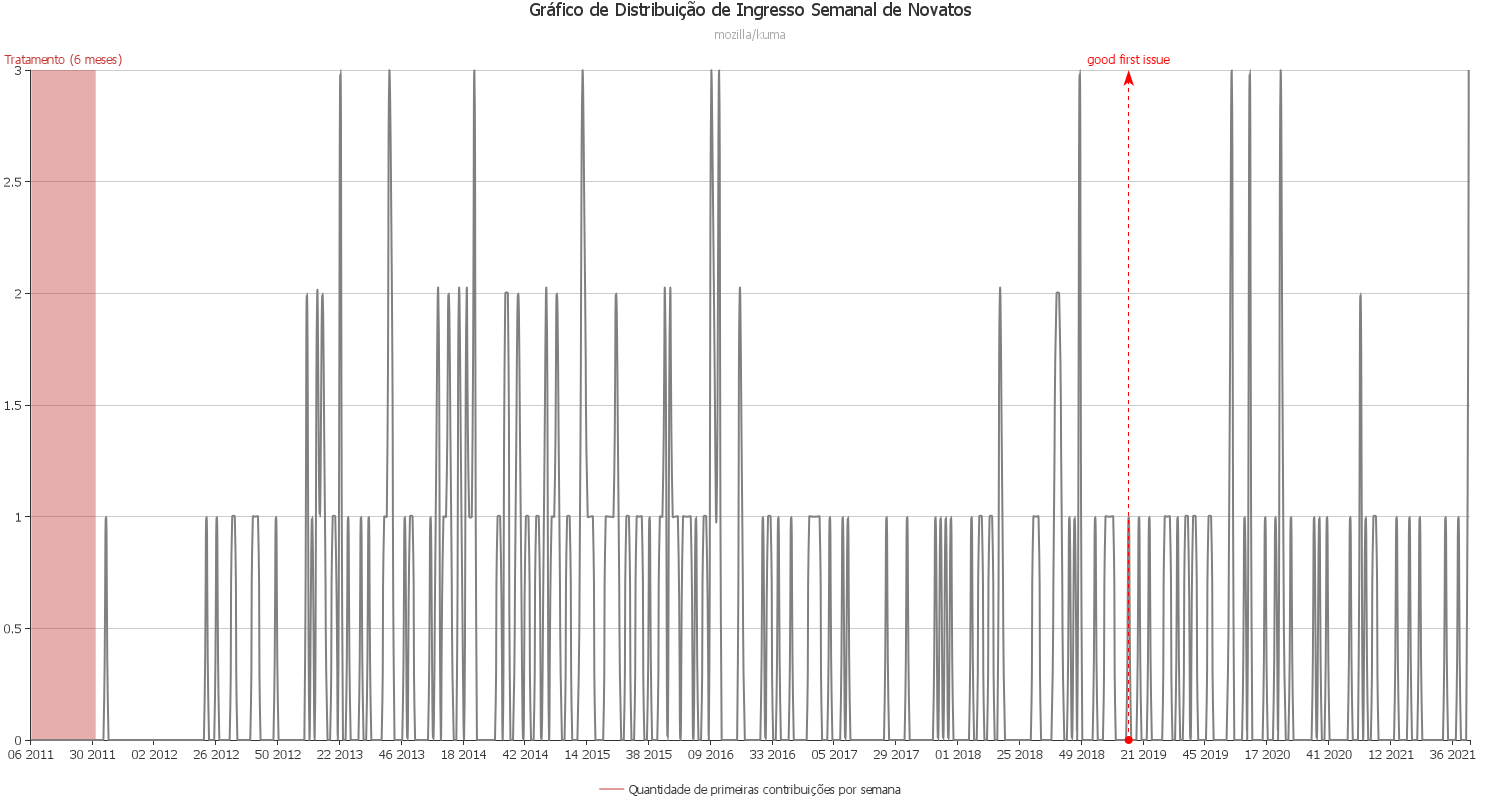 Gráfico de Distribuição de Ingresso Semanal de Novatos
mozilla/kuma
Tratamento (6 meses)
good first issue
3
2.5
2
1.5
1
0.5
0
06 2011 30 2011 02 2012 26 2012 50 2012 22 2013 46 2013 18 2014 42 2014 14 2015 38 2015 09 2016 33 2016 05 2017 29 2017 01 2018 25 2018 49 2018 21 2019 45 2019 17 2020 41 2020 12 2021 36 2021
Quantidade de primeiras contribuições por semana